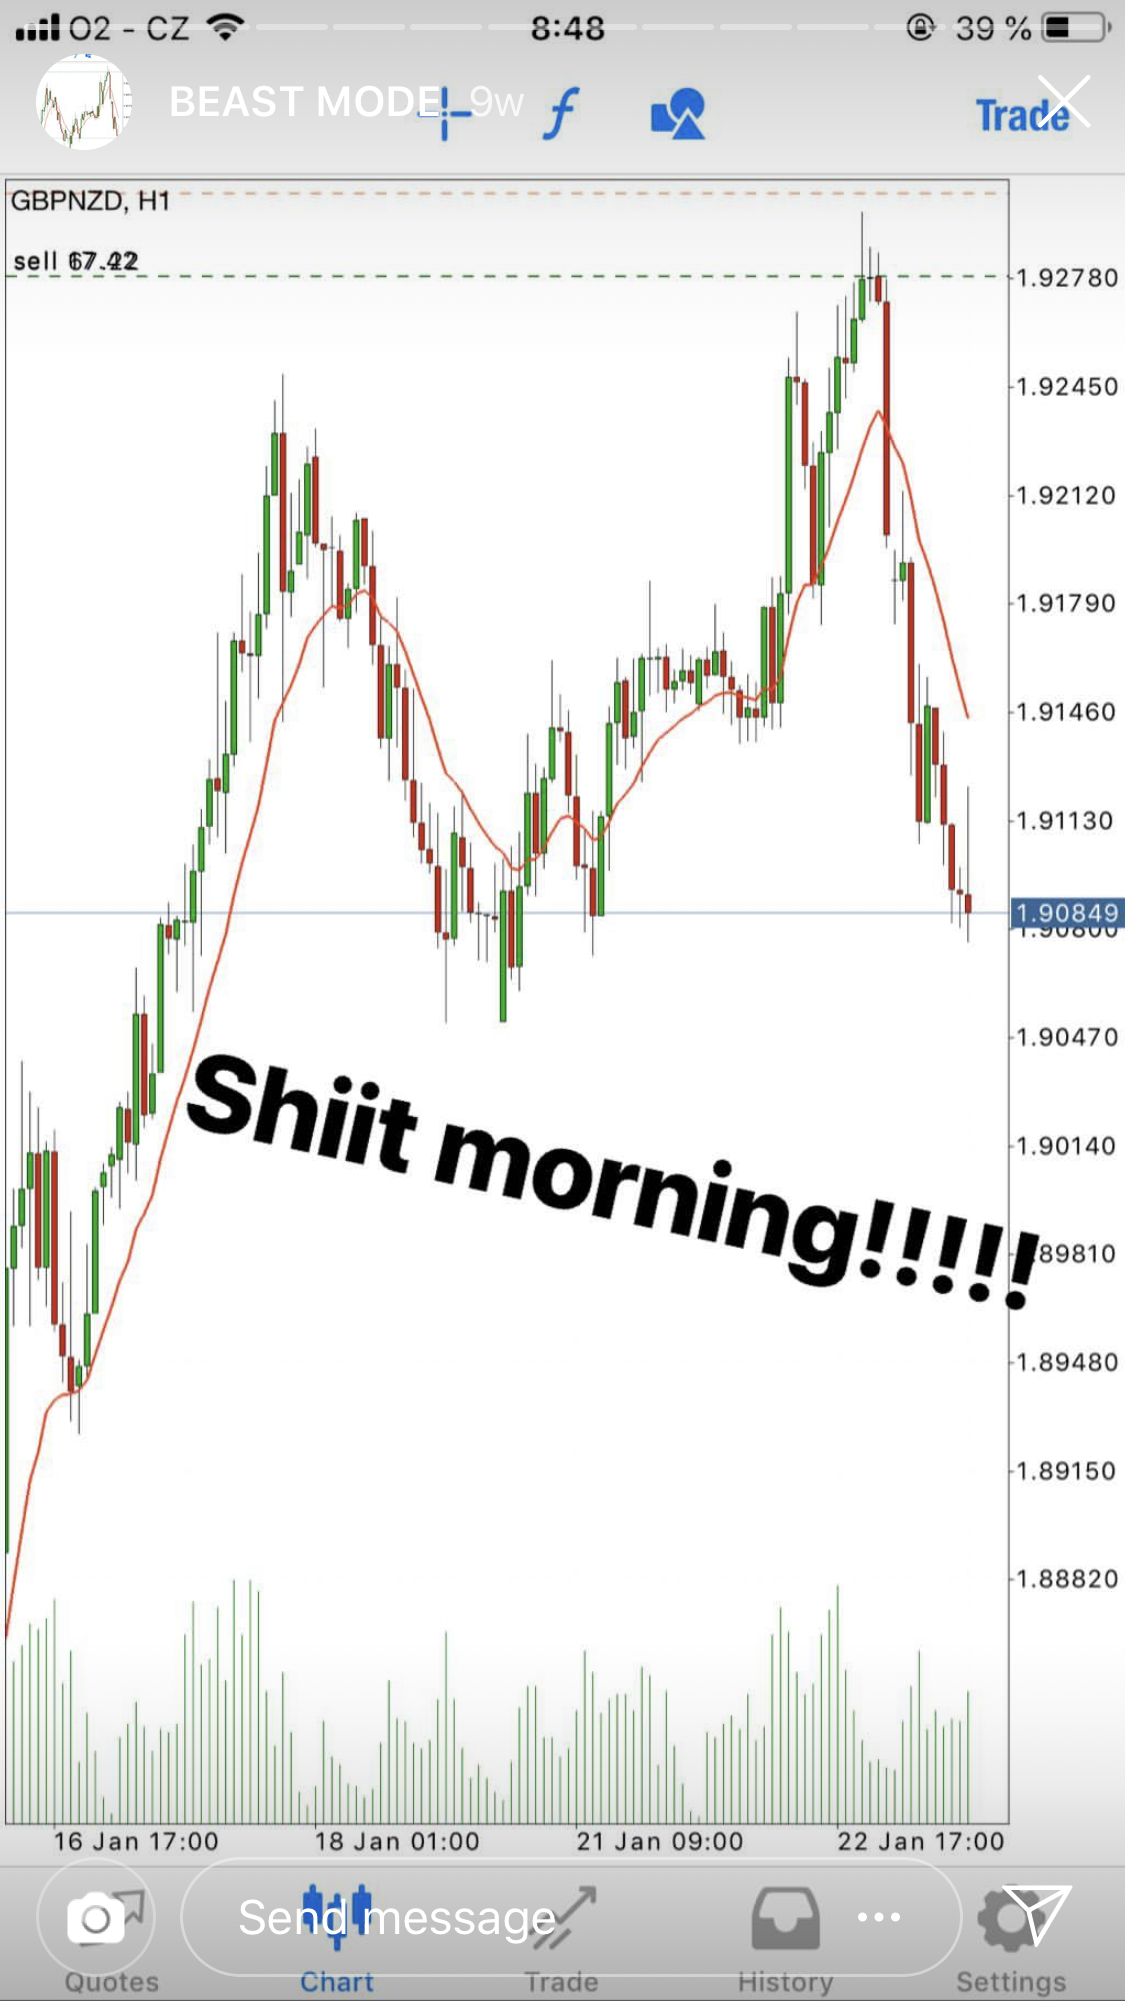 O2 - CZ 8:48 39 %
BEAST MODE 9w
Trade
GBPNZD, H1
sell
1.92780
1.92450
1.92120
1.91790
1.91460
1.91130
1.90849
1.90800
1.90470
1.90140
Shiit morning!!!!!
89810
1.89480
1.89150
1.88820
16 Jan 17:00 18 Jan 01:00 21 Jan 09:00 22 Jan 17:00
Send message
Quotes Chart Trade History Settings